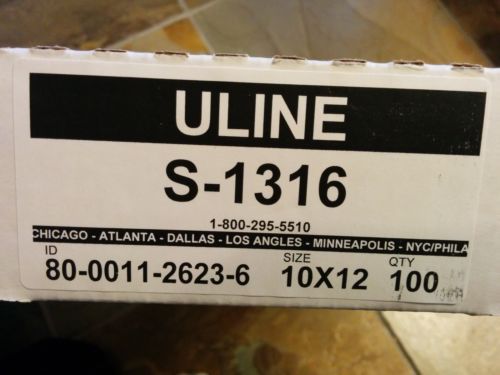 ULINE
S-1316
1-800-295-5510
CHICAGO - ATLANTA - DALLAS - LOS ANGLES - MINNEAPOLIS - NYC/PHILA
ID SIZE QTY
80-0011-2623-6 10X12 100